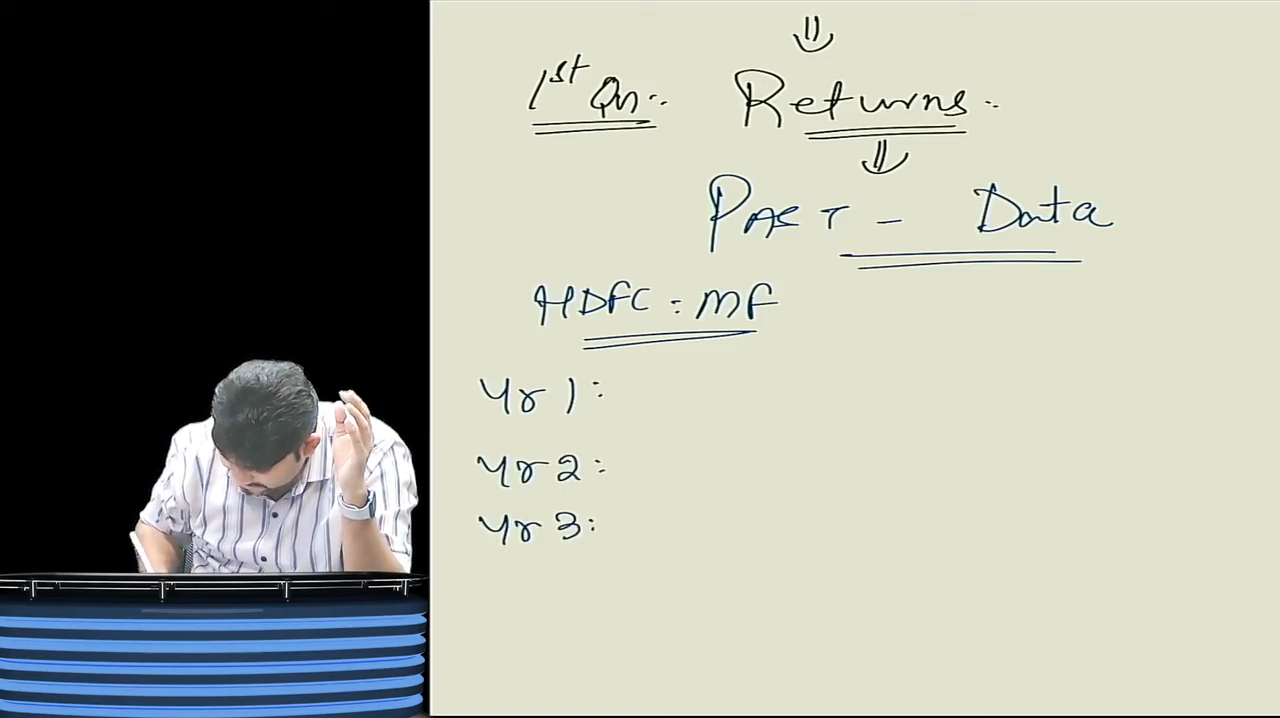 1st Qn:. Returns:
PAST - Data
HDFC : MF
Yr 1:
Yr 2:
Yr 3: